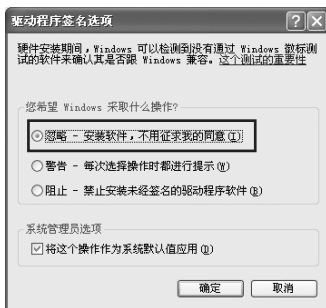 驱动程序签名选项
硬件安装期间，Windows 可以检测到没有通过 Windows 徽标测
试的软件来确认其是否跟 Windows 兼容。这个测试的重要性
您希望 Windows 采取什么操作?
忽略 - 安装软件，不用征求我的同意(I)
警告 - 每次选择操作时都进行提示(W)
阻止 - 禁止安装未经签名的驱动程序软件(B)
系统管理员选项
将这个操作作为系统默认值应用(D)
确定
取消